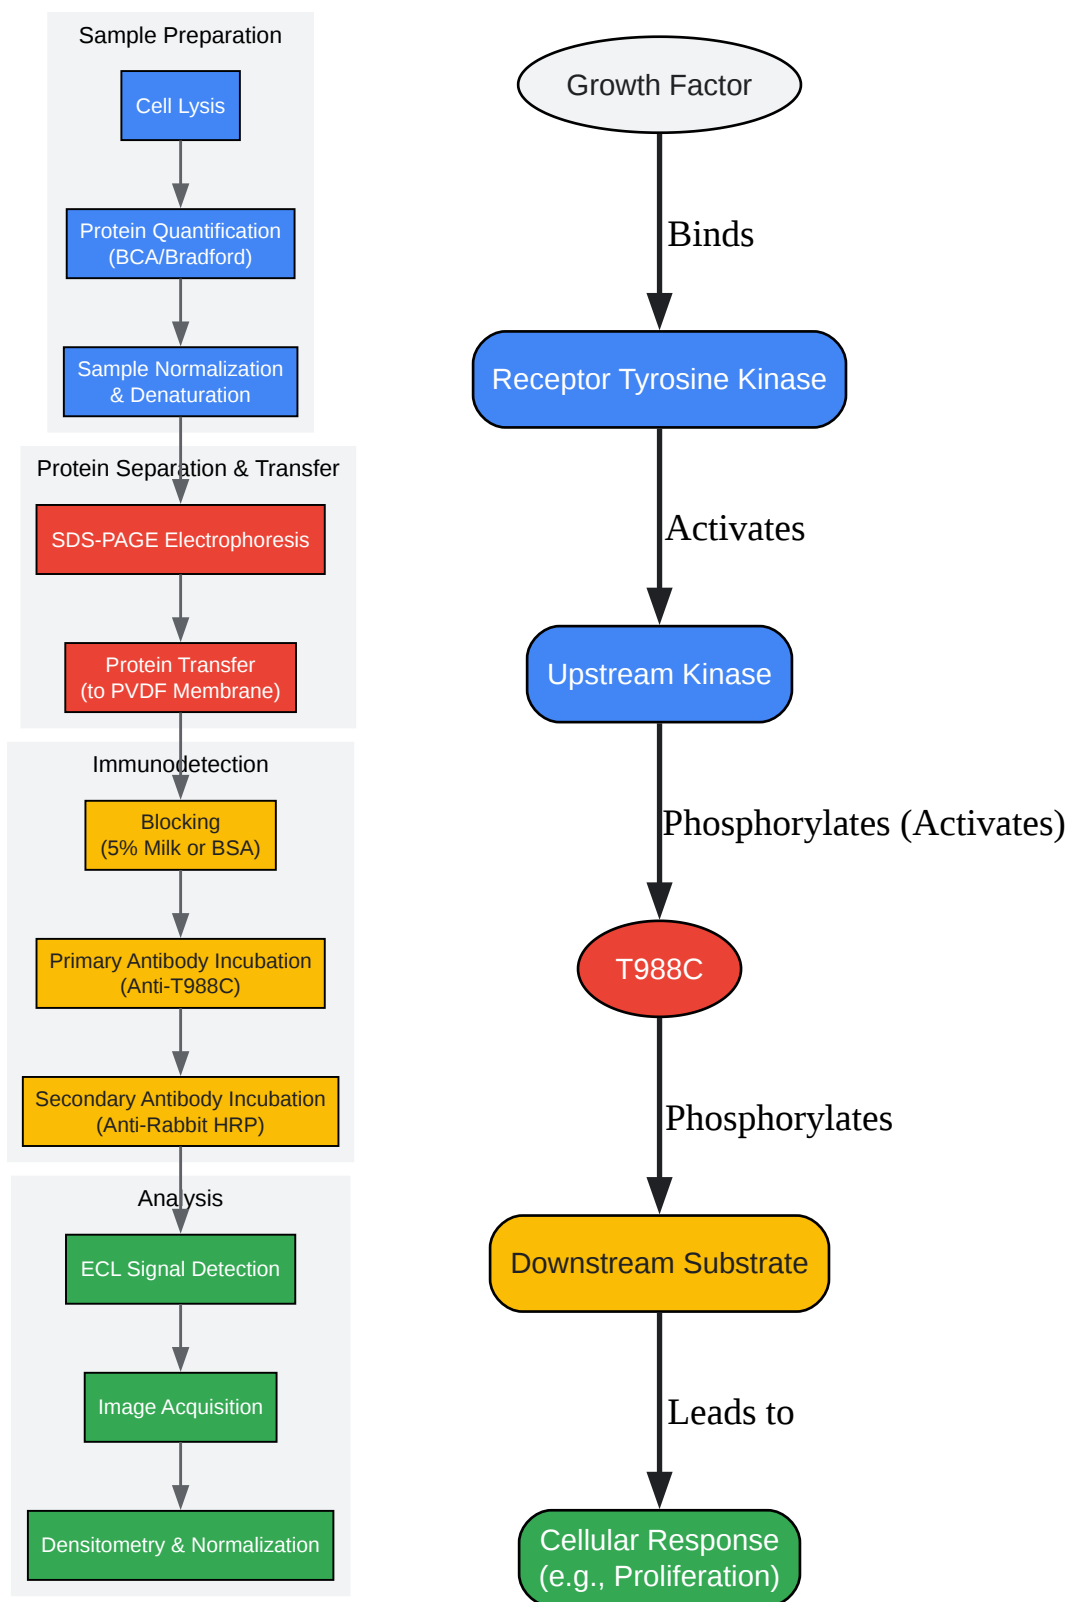 Sample Preparation
Cell Lysis
Protein Quantification
(BCA/Bradford)
Sample Normalization
& Denaturation
Protein Separation & Transfer
SDS-PAGE Electrophoresis
Protein Transfer
(to PVDF Membrane)
Immunodetection
Blocking
(5% Milk or BSA)
Primary Antibody Incubation
(Anti-T988C)
Secondary Antibody Incubation
(Anti-Rabbit HRP)
Analysis
ECL Signal Detection
Image Acquisition
Densitometry & Normalization
Growth Factor
Binds
Receptor Tyrosine Kinase
Activates
Upstream Kinase
Phosphorylates (Activates)
T988C
Phosphorylates
Downstream Substrate
Leads to
Cellular Response
(e.g., Proliferation)